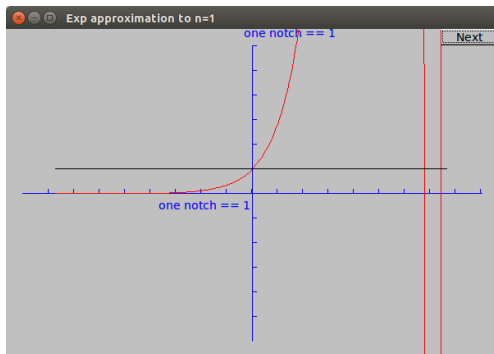 Exp approximation to n=1
one notch == 1
Next
one notch == 1